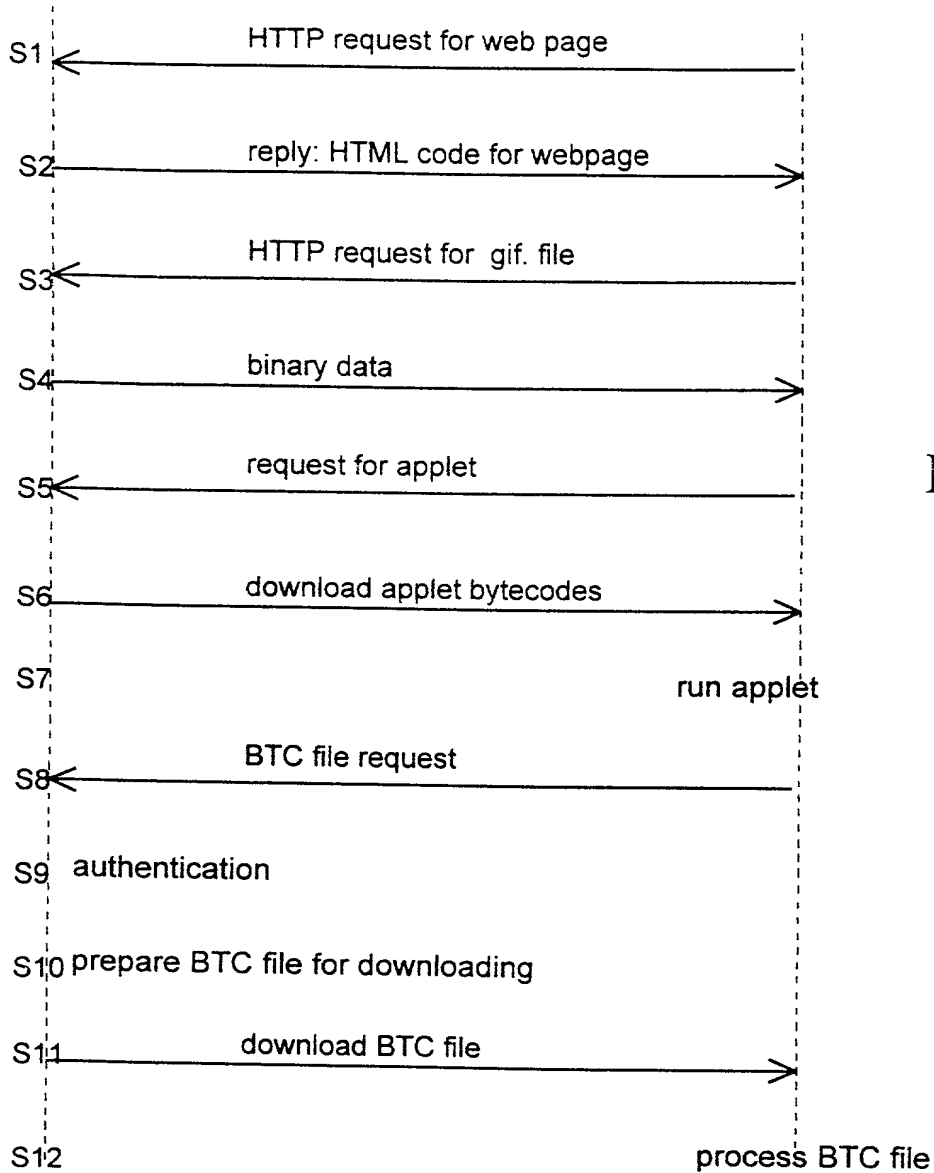 S1 HTTP request for web page
S2 reply: HTML code for webpage
S3 HTTP request for gif. file
S4 binary data
S5 request for applet
S6 download applet bytecodes
S7 run applet
S8 BTC file request
S9 authentication
S10 prepare BTC file for downloading
S11 download BTC file
S12 process BTC file